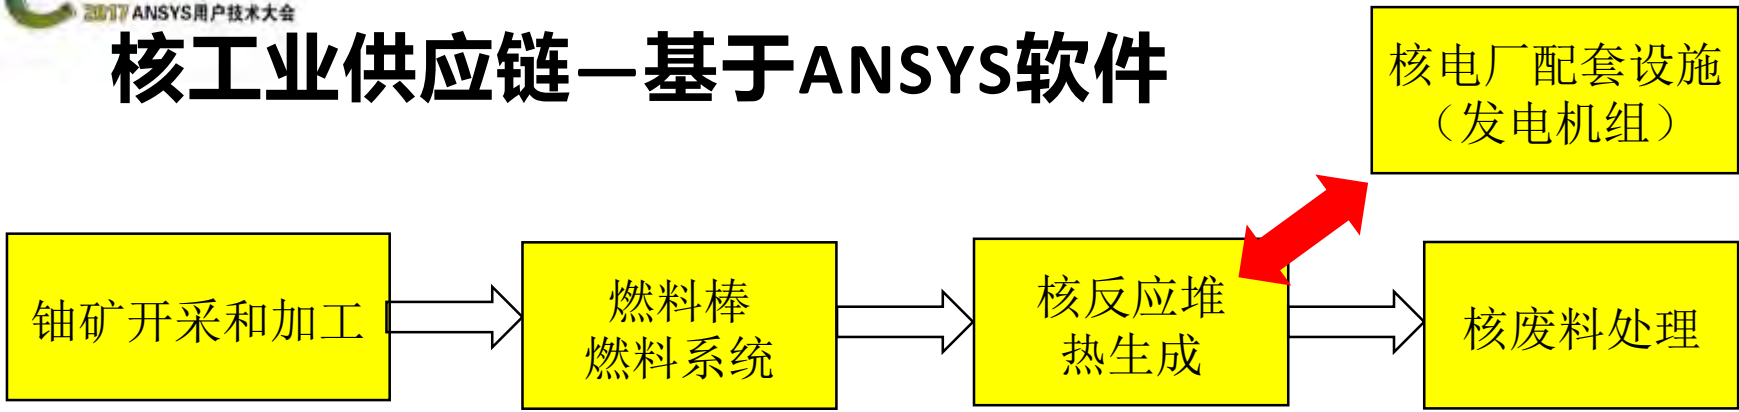 2017 ANSYS用户技术大会
核工业供应链—基于ANSYS软件
核电厂配套设施
（发电机组）
铀矿开采和加工
燃料棒
燃料系统
核反应堆
热生成
核废料处理